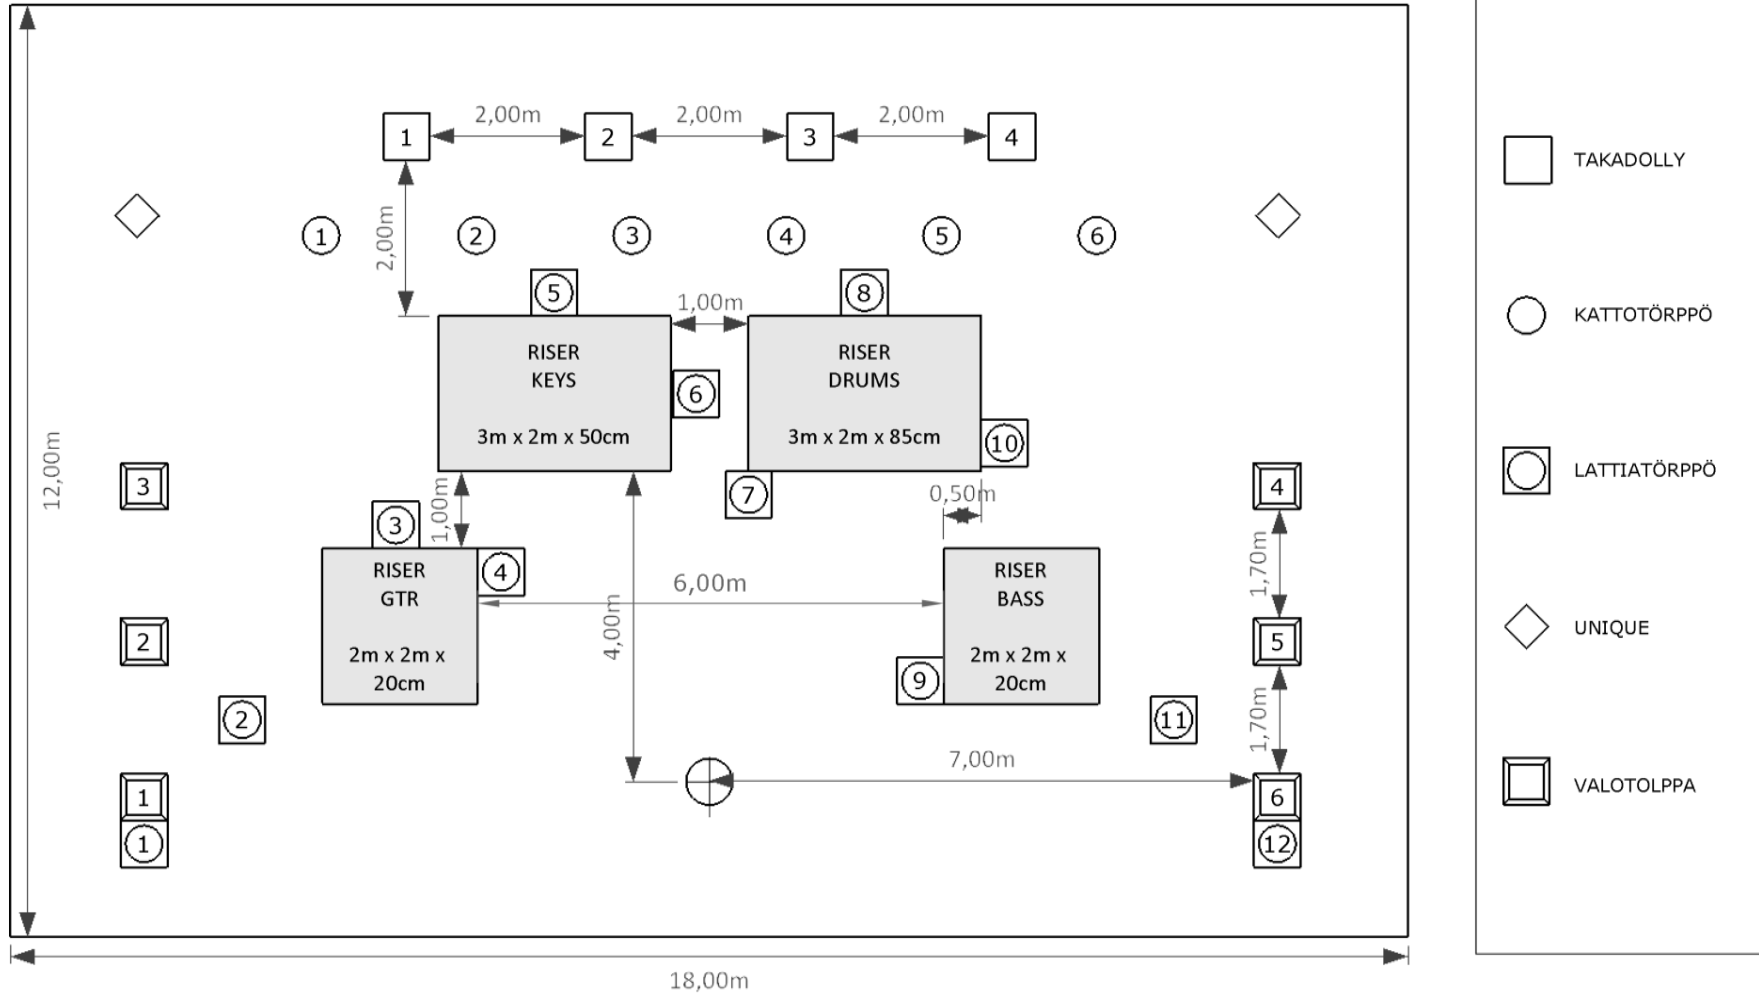 2,00m 2,00m 2,00m
1 2 3 4
2,00m
1 2 3 4 5 6
5 8
1,00m
RISER
KEYS
3m x 2m x 50cm
6
RISER
DRUMS
3m x 2m x 85cm
10
12,00m
3
1,00m
7
0,50m
4
3
RISER
GTR
2m x 2m x
20cm
4
6,00m
4,00m
RISER
BASS
2m x 2m x
20cm
1,70m
2
5
9
2
11
1,70m
7,00m
1
6
1
12
18,00m
TAKADOLLY
KATTOTÖRPPÖ
LATTIATÖRPPÖ
UNIQUE
VALOTOLPPA